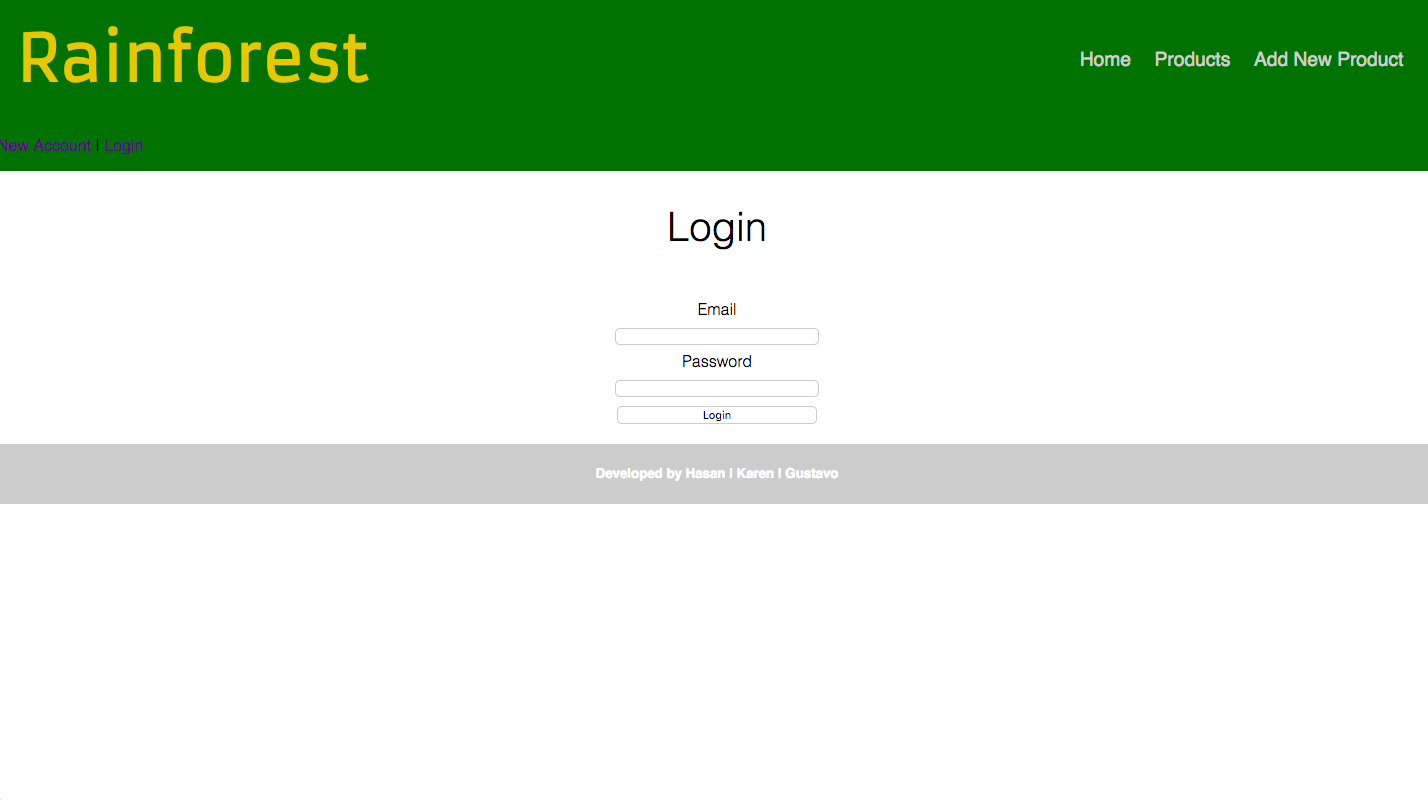 Rainforest
Home Products Add New Product
New Account | Login
Login
Email
Password
Login
Developed by Hasan | Karen | Gustavo